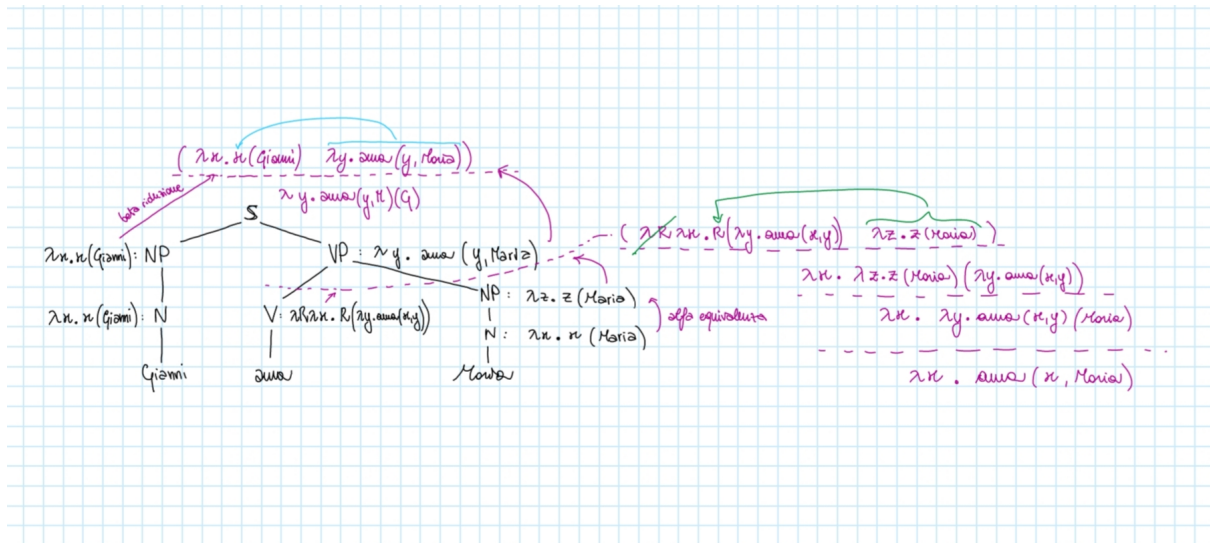 ( λx.x(Gianni) λy.ama(y,Maria))
beta riduzione
λy.ama(y,M)(G)
S
( λR λx.R(λy.ama(x,y)) λz.z(Maria))
λx.x(Gianni): NP VP: λy. ama (y,Maria)
λx. λz.z(Maria)(λy.ama(x,y))
NP: λz.z(Maria)
λx.x(Gianni): N V: λRλx.R(λy.ama(x,y)) alfa equivalenza λx. λy.ama(x,y)(Maria)
N: λx.x(Maria)
Gianni ama Maria λx. ama(x,Maria)